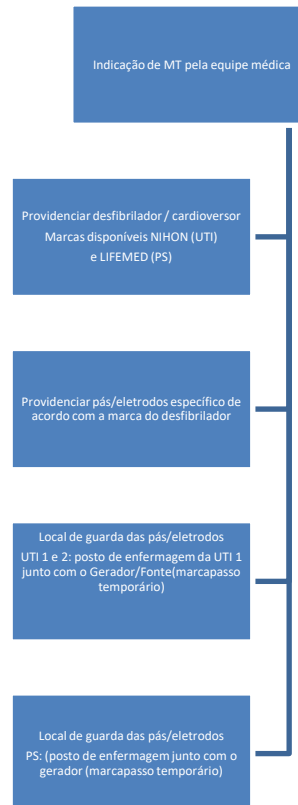 Indicação de MT pela equipe médica
Providenciar desfibrilador / cardioversor
Marcas disponíveis NIHON (UTI)
e LIFEMED (PS)
Providenciar pás/eletrodos específico de
acordo com a marca do desfibrilador
Local de guarda das pás/eletrodos
UTI 1 e 2: posto de enfermagem da UTI 1
junto com o Gerador/Fonte(marcapasso
temporário)
Local de guarda das pás/eletrodos
PS: (posto de enfermagem junto com o
gerador (marcapasso temporário)